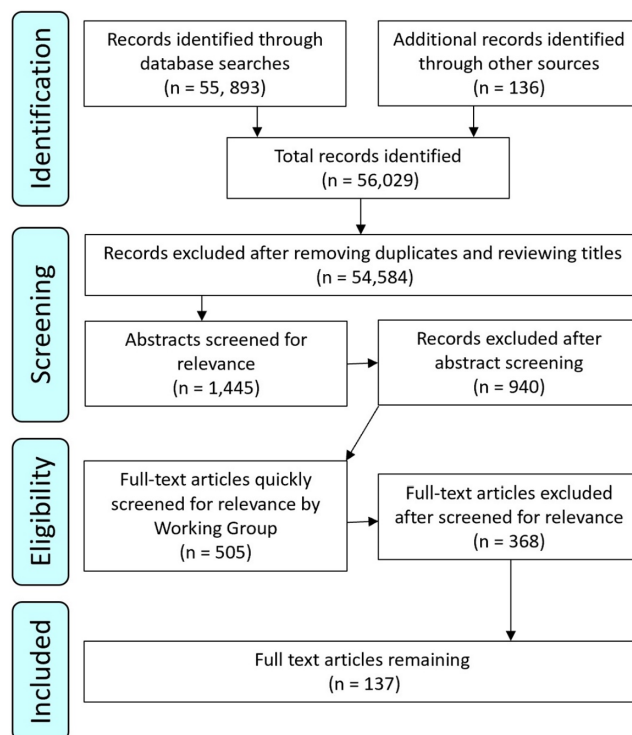 Identification
Records identified through
database searches
(n = 55, 893)
Additional records identified
through other sources
(n = 136)
Total records identified
(n = 56,029)
Screening
Records excluded after removing duplicates and reviewing titles
(n = 54,584)
Abstracts screened for
relevance
(n = 1,445)
Records excluded after
abstract screening
(n = 940)
Eligibility
Full-text articles quickly
screened for relevance by
Working Group
(n = 505)
Full-text articles excluded
after screened for relevance
(n = 368)
Included
Full text articles remaining
(n = 137)